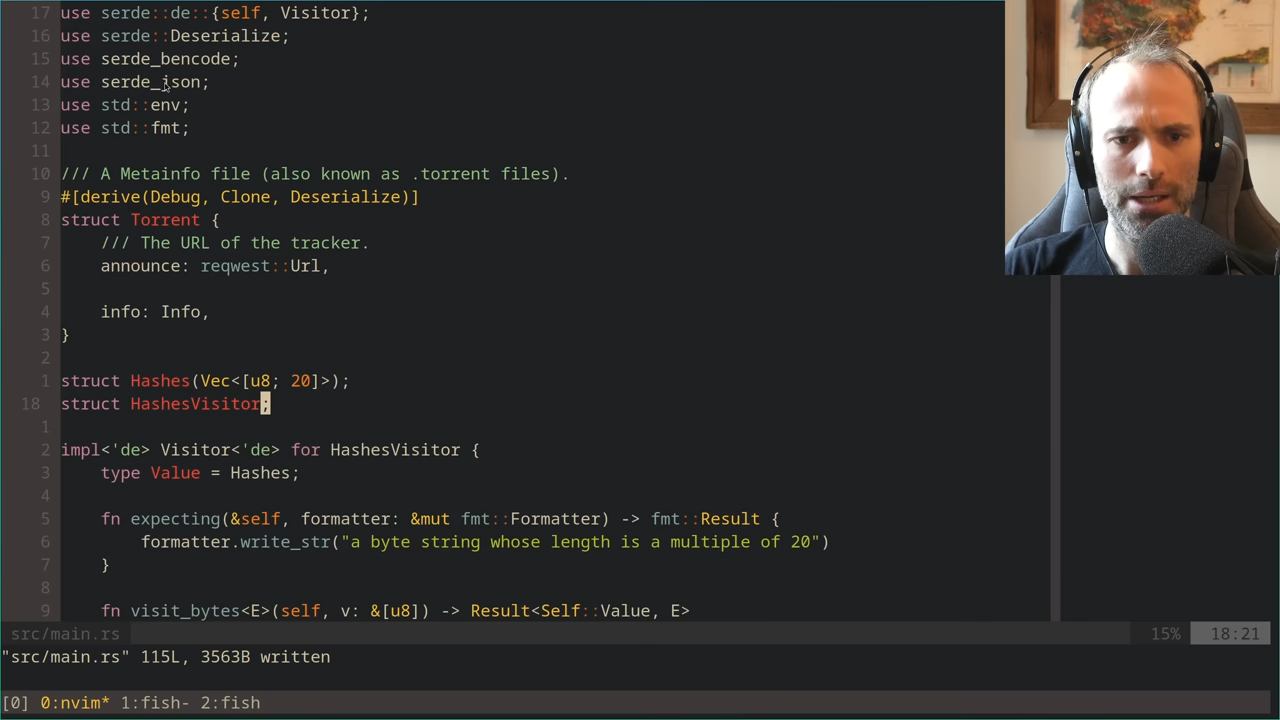 17 use serde::de::{self, Visitor};
16 use serde::Deserialize;
15 use serde_bencode;
14 use serde_json;
13 use std::env;
12 use std::fmt;
11
10 /// A Metainfo file (also known as .torrent files).
9 #[derive(Debug, Clone, Deserialize)]
8 struct Torrent {
7     /// The URL of the tracker.
6     announce: reqwest::Url,
5
4     info: Info,
3 }
2
1 struct Hashes(Vec<[u8; 20]>);
18 struct HashesVisitor;
1
2 impl<'de> Visitor<'de> for HashesVisitor {
3     type Value = Hashes;
4
5     fn expecting(&self, formatter: &mut fmt::Formatter) -> fmt::Result {
6         formatter.write_str("a byte string whose length is a multiple of 20")
7     }
8
9     fn visit_bytes<E>(self, v: &[u8]) -> Result<Self::Value, E>
src/main.rs 15% 18:21
"src/main.rs" 115L, 3563B written
[0] 0:nvim* 1:fish- 2:fish